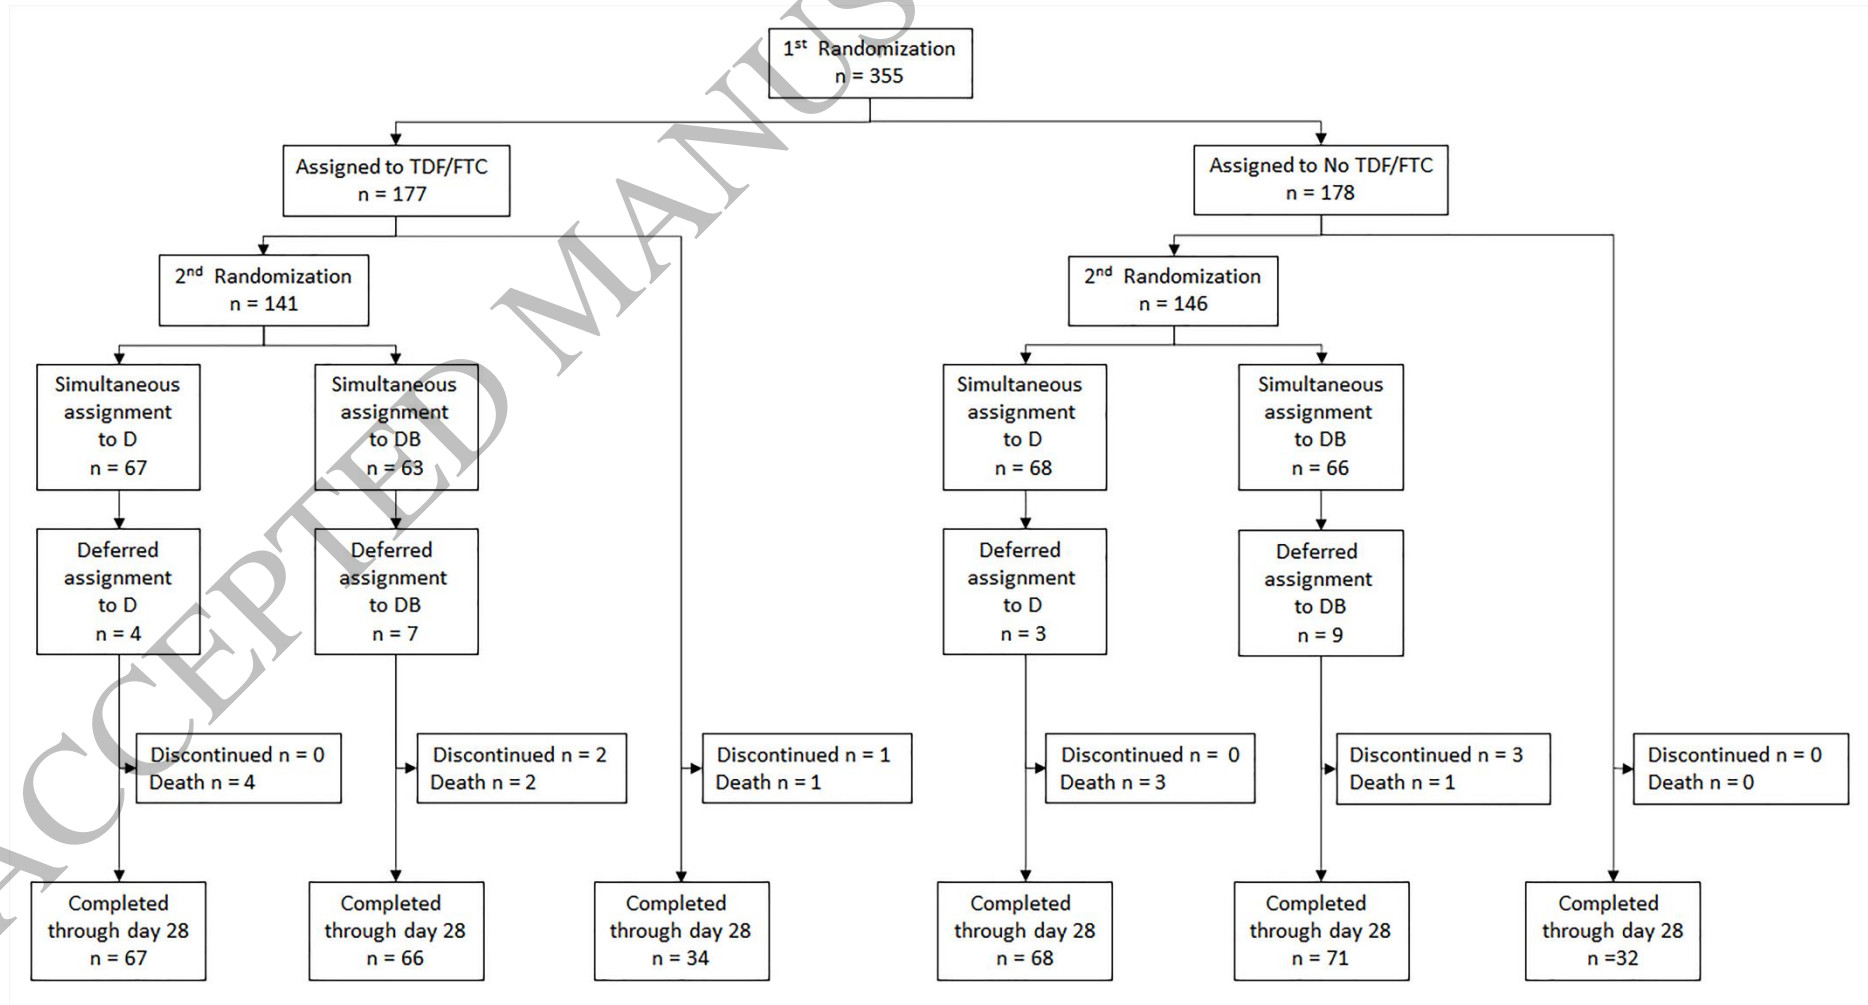 1st Randomization
n = 355
Assigned to TDF/FTC
n = 177
Assigned to No TDF/FTC
n = 178
2nd Randomization
n = 141
2nd Randomization
n = 146
Simultaneous
assignment
to D
n = 67
Simultaneous
assignment
to DB
n = 63
Simultaneous
assignment
to D
n = 68
Simultaneous
assignment
to DB
n = 66
Deferred
assignment
to D
n = 4
Deferred
assignment
to DB
n = 7
Deferred
assignment
to D
n = 3
Deferred
assignment
to DB
n = 9
Discontinued n = 0
Death n = 4
Discontinued n = 2
Death n = 2
Discontinued n = 1
Death n = 1
Discontinued n = 0
Death n = 3
Discontinued n = 3
Death n = 1
Discontinued n = 0
Death n = 0
Completed
through day 28
n = 67
Completed
through day 28
n = 66
Completed
through day 28
n = 34
Completed
through day 28
n = 68
Completed
through day 28
n = 71
Completed
through day 28
n =32
ACCEPTED MANUS